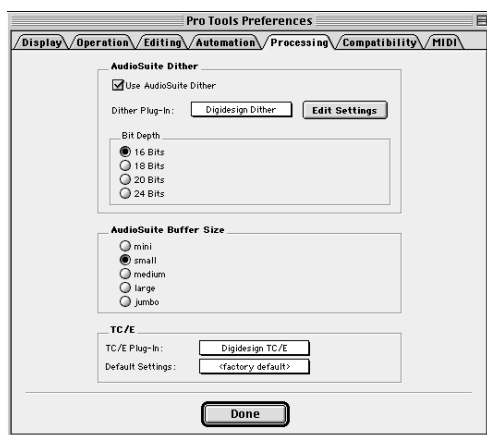 Pro Tools Preferences
Display Operation Editing Automation Processing Compatibility MIDI
AudioSuite Dither
Use AudioSuite Dither
Dither Plug-In: Digidesign Dither Edit Settings
Bit Depth
16 Bits
18 Bits
20 Bits
24 Bits
AudioSuite Buffer Size
mini
small
medium
large
jumbo
TC/E
TC/E Plug-In: Digidesign TC/E
Default Settings: <factory default>
Done